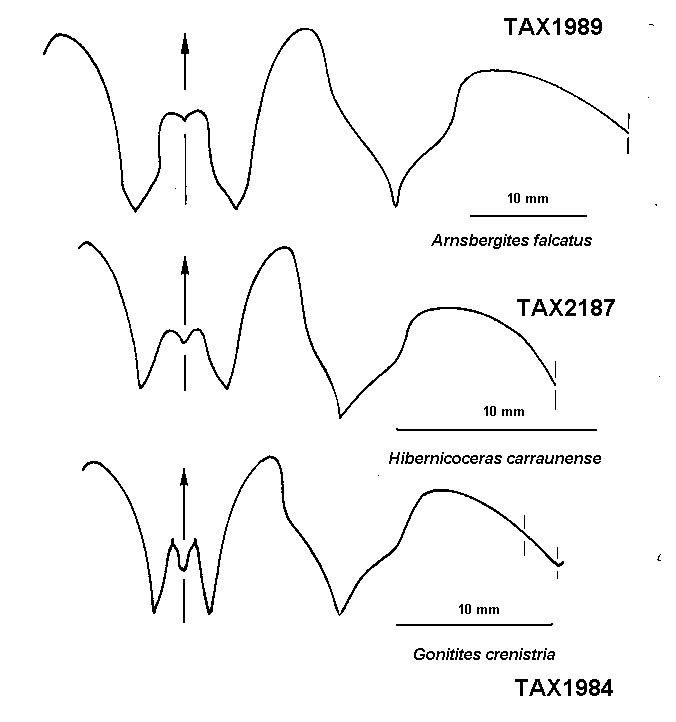 TAX1989
10 mm
Arnsbergites falcatus
TAX2187
10 mm
Hibernicoceras carraunense
10 mm
Gonitites crenistria
TAX1984